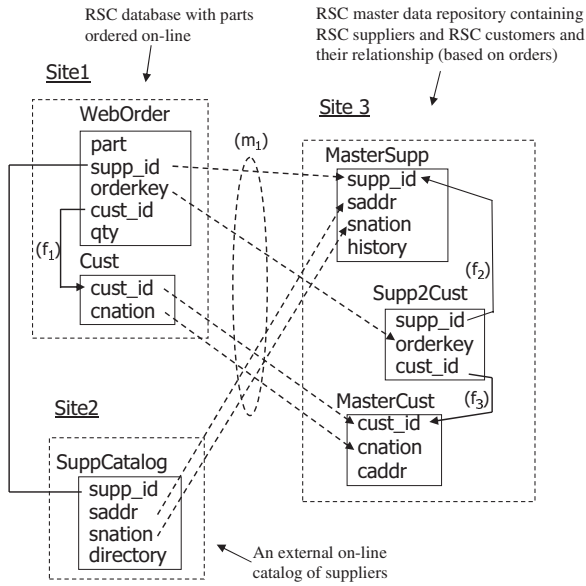 RSC database with parts
ordered on-line
RSC master data repository containing
RSC suppliers and RSC customers and
their relationship (based on orders)
Site1
WebOrder
part
supp_id
orderkey
cust_id
qty
(f1)
Cust
cust_id
cnation
(m1)
Site 3
MasterSupp
supp_id
saddr
snation
history
(f2)
Supp2Cust
supp_id
orderkey
cust_id
(f3)
MasterCust
cust_id
cnation
caddr
Site2
SuppCatalog
supp_id
saddr
snation
directory
An external on-line
catalog of suppliers